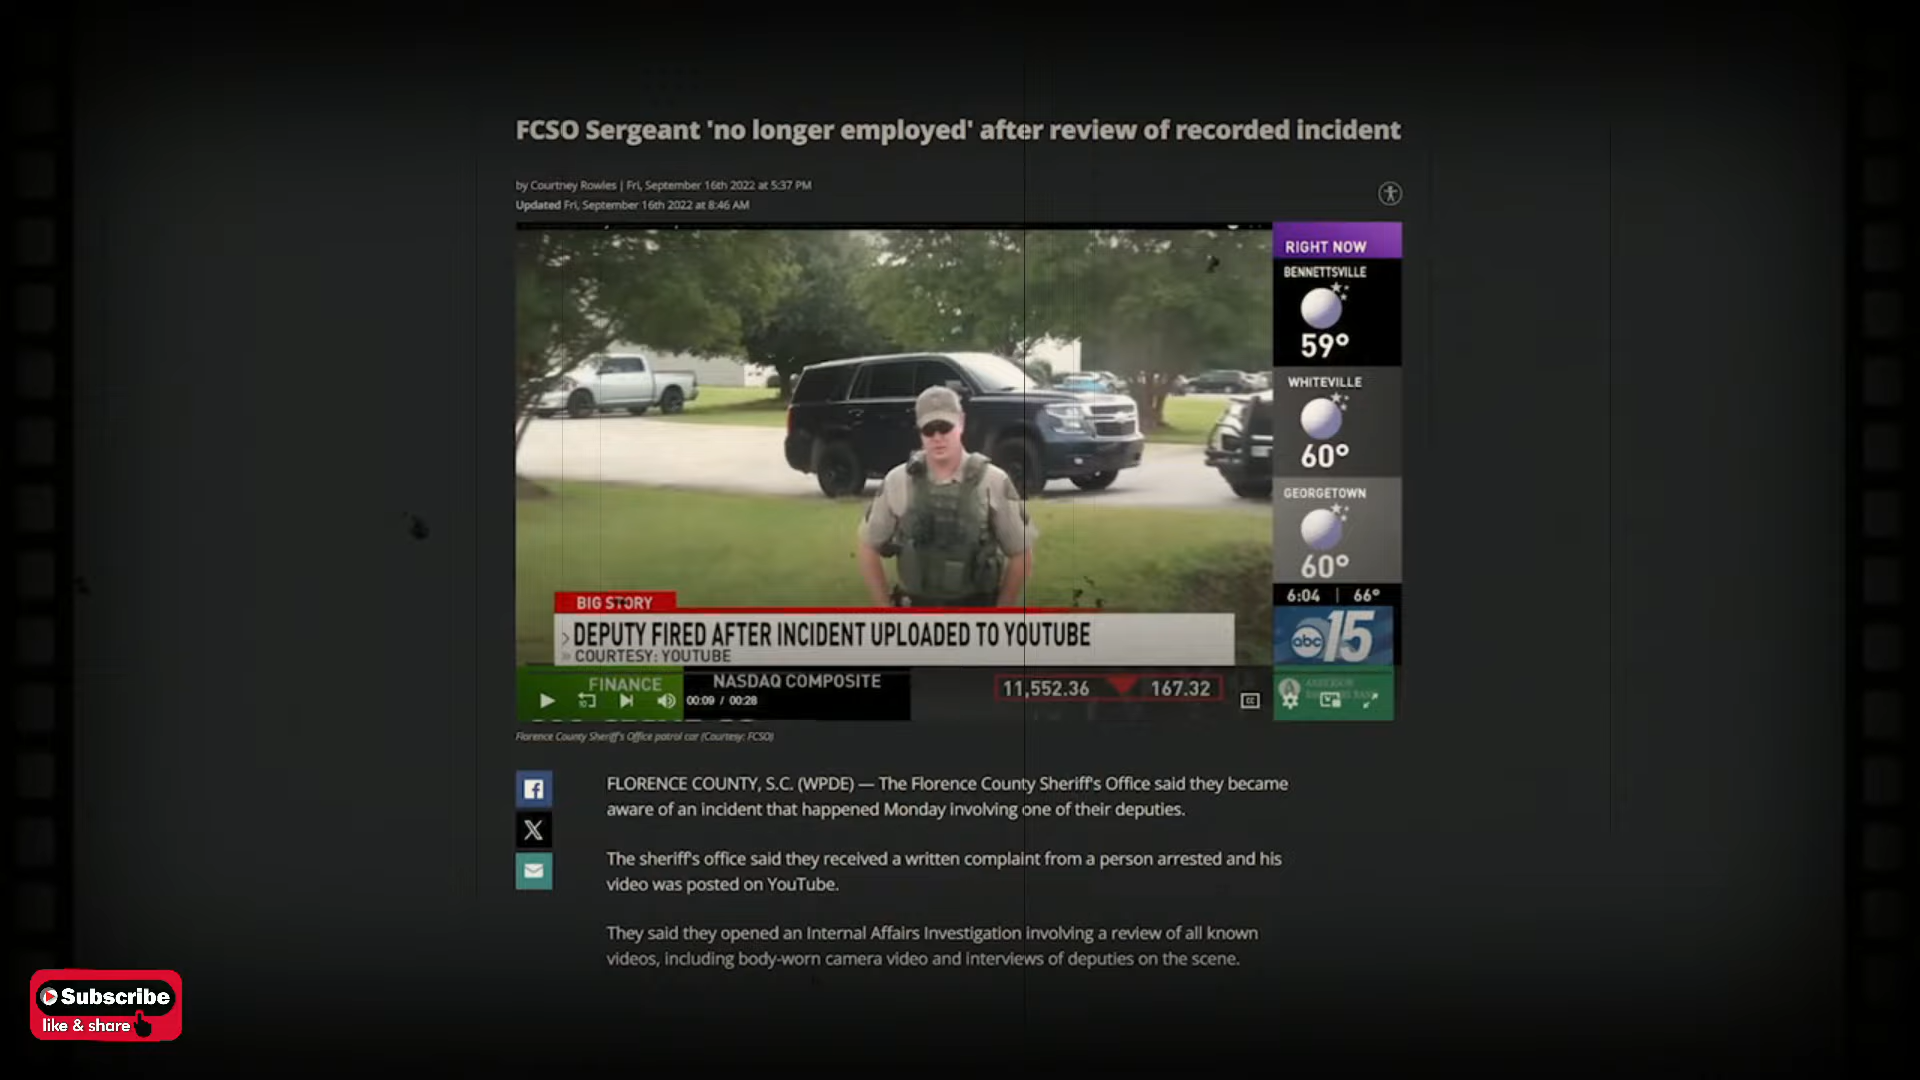 FCSO Sergeant 'no longer employed' after review of recorded incident
by Courtney Rowles | Fri, September 16th 2022 at 5:37 PM
Updated Fri, September 16th 2022 at 8:46 AM
RIGHT NOW
BENNETTSVILLE
59°
WHITEVILLE
60°
GEORGETOWN
60°
6:04 | 66°
abc 15
BIG STORY
DEPUTY FIRED AFTER INCIDENT UPLOADED TO YOUTUBE
COURTESY: YOUTUBE
FINANCE
NASDAQ COMPOSITE
11,552.36 167.32
10
00:09 / 00:28
CC
Florence County Sheriff's Office patrol car (Courtesy: FCSO)
FLORENCE COUNTY, S.C. (WPDE) — The Florence County Sheriff's Office said they became
aware of an incident that happened Monday involving one of their deputies.
The sheriff's office said they received a written complaint from a person arrested and his
video was posted on YouTube.
They said they opened an Internal Affairs Investigation involving a review of all known
videos, including body-worn camera video and interviews of deputies on the scene.
Subscribe
like & share